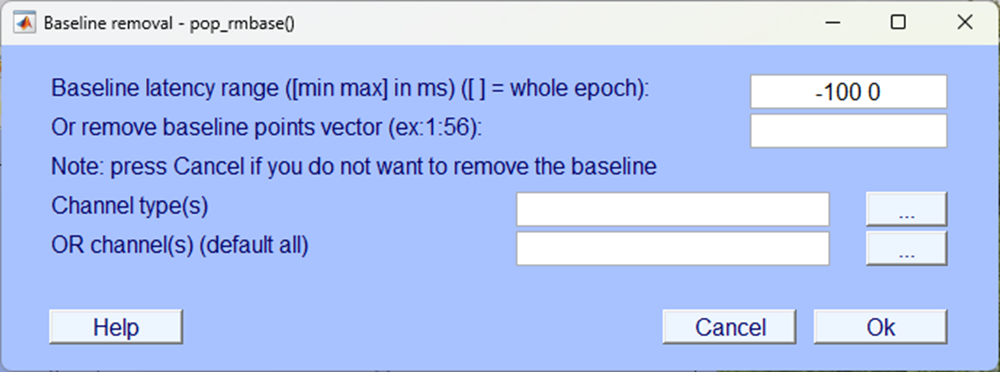 Baseline removal - pop_rmbase()
Baseline latency range ([min max] in ms) ([ ] = whole epoch): -100 0
Or remove baseline points vector (ex:1:56):
Note: press Cancel if you do not want to remove the baseline
Channel type(s) ...
OR channel(s) (default all) ...
Help Cancel Ok